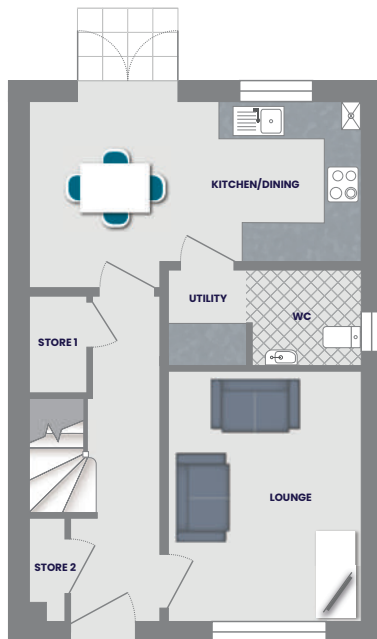 KITCHEN/DINING
UTILITY
WC
STORE 1
LOUNGE
STORE 2